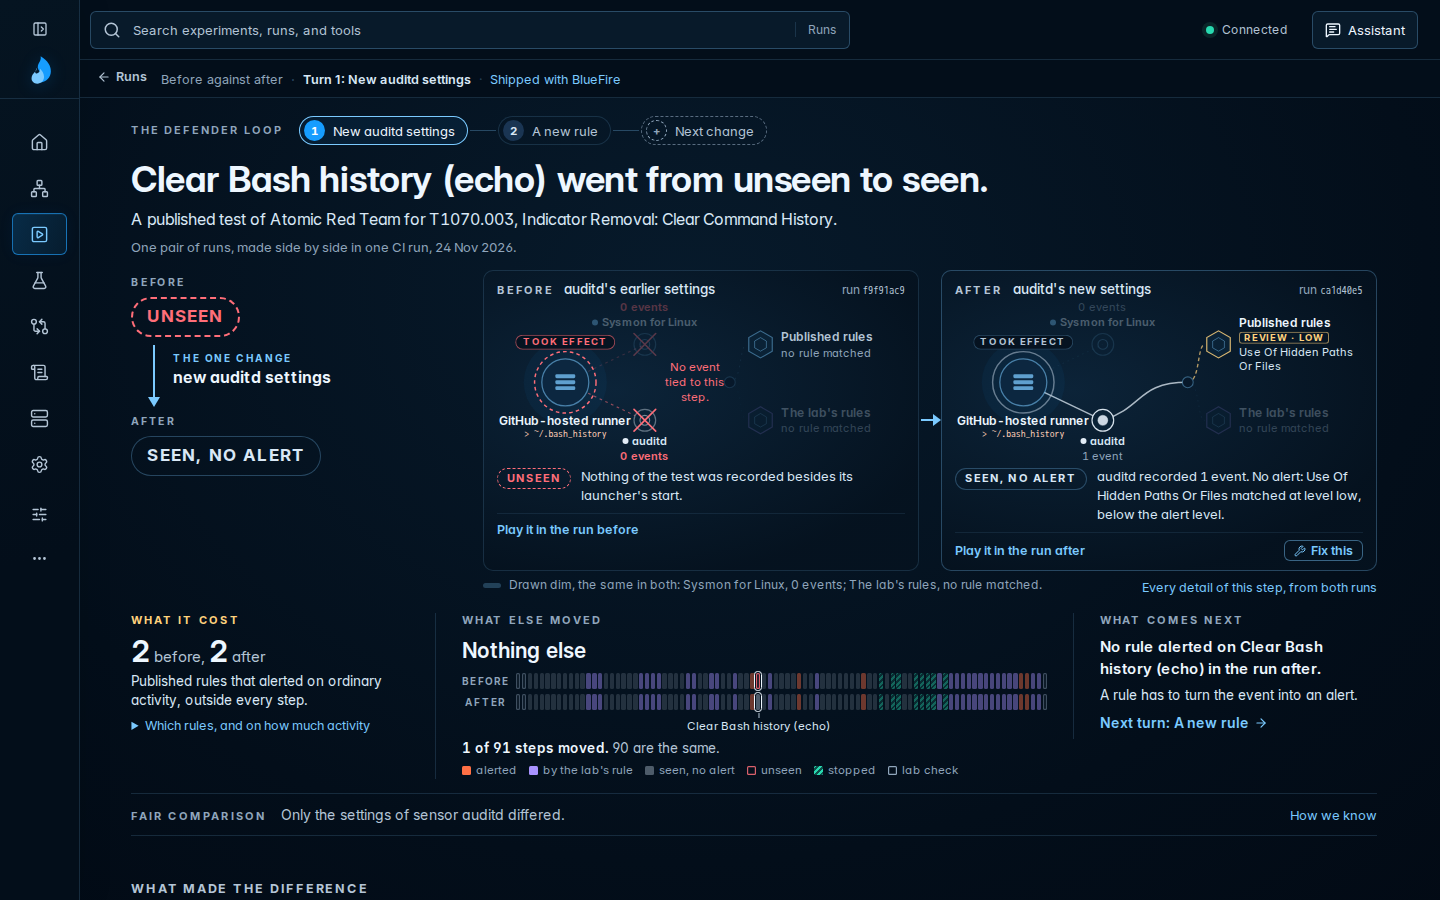 Search experiments, runs, and tools
Runs
Connected
Assistant
Runs
Before against after · Turn 1: New auditd settings · Shipped with BlueFire
THE DEFENDER LOOP
1 New auditd settings
2 A new rule
+ Next change
Clear Bash history (echo) went from unseen to seen.
A published test of Atomic Red Team for T1070.003, Indicator Removal: Clear Command History.
One pair of runs, made side by side in one CI run, 24 Nov 2026.
BEFORE
UNSEEN
THE ONE CHANGE
new auditd settings
AFTER
SEEN, NO ALERT
BEFORE auditd's earlier settings
run f9f91ac9
0 events
Sysmon for Linux
TOOK EFFECT
Published rules
no rule matched
No event
tied to this
step.
GitHub-hosted runner
> ~/.bash_history
The lab's rules
no rule matched
auditd
0 events
UNSEEN
Nothing of the test was recorded besides its
launcher's start.
Play it in the run before
AFTER auditd's new settings
run ca1d40e5
0 events
Sysmon for Linux
TOOK EFFECT
Published rules
REVIEW · LOW
Use Of Hidden Paths
Or Files
GitHub-hosted runner
> ~/.bash_history
The lab's rules
no rule matched
auditd
1 event
SEEN, NO ALERT
auditd recorded 1 event. No alert: Use Of
Hidden Paths Or Files matched at level low,
below the alert level.
Play it in the run after
Fix this
Drawn dim, the same in both: Sysmon for Linux, 0 events; The lab's rules, no rule matched.
Every detail of this step, from both runs
WHAT IT COST
2 before, 2 after
Published rules that alerted on ordinary
activity, outside every step.
Which rules, and on how much activity
WHAT ELSE MOVED
Nothing else
BEFORE
AFTER
Clear Bash history (echo)
1 of 91 steps moved. 90 are the same.
alerted
by the lab's rule
seen, no alert
unseen
stopped
lab check
WHAT COMES NEXT
No rule alerted on Clear Bash
history (echo) in the run after.
A rule has to turn the event into an alert.
Next turn: A new rule →
FAIR COMPARISON
Only the settings of sensor auditd differed.
How we know
WHAT MADE THE DIFFERENCE